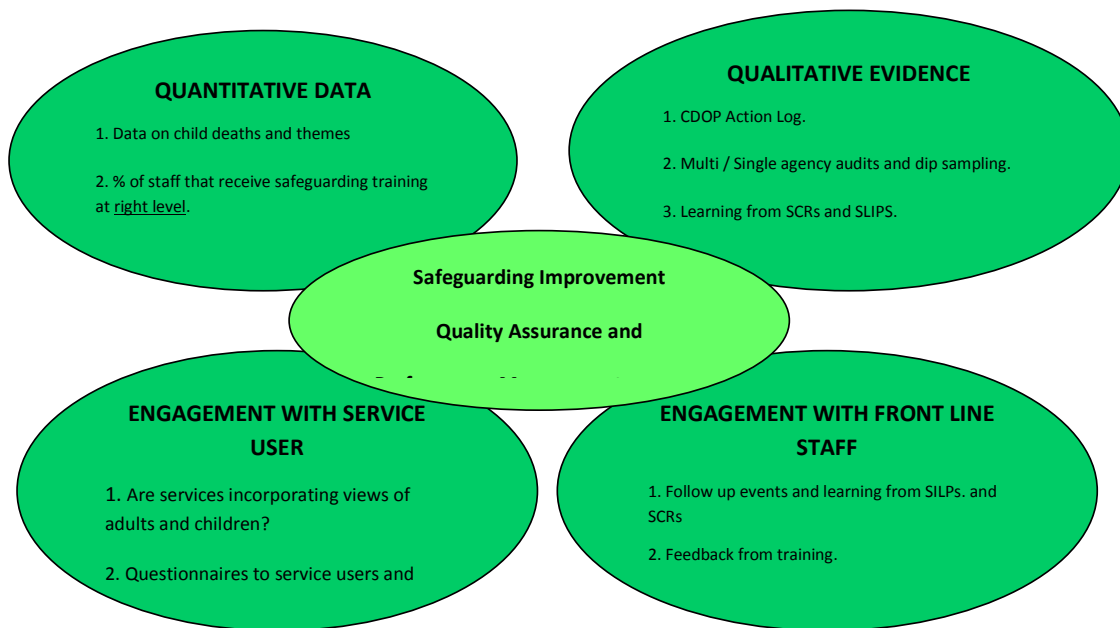 QUANTITATIVE DATA
1. Data on child deaths and themes
2. % of staff that receive safeguarding training
at right level.
QUALITATIVE EVIDENCE
1. CDOP Action Log.
2. Multi / Single agency audits and dip sampling.
3. Learning from SCRs and SLIPS.
Safeguarding Improvement
Quality Assurance and
ENGAGEMENT WITH SERVICE
USER
1. Are services incorporating views of
adults and children?
2. Questionnaires to service users and
ENGAGEMENT WITH FRONT LINE
STAFF
1. Follow up events and learning from SILPs. and
SCRs
2. Feedback from training.